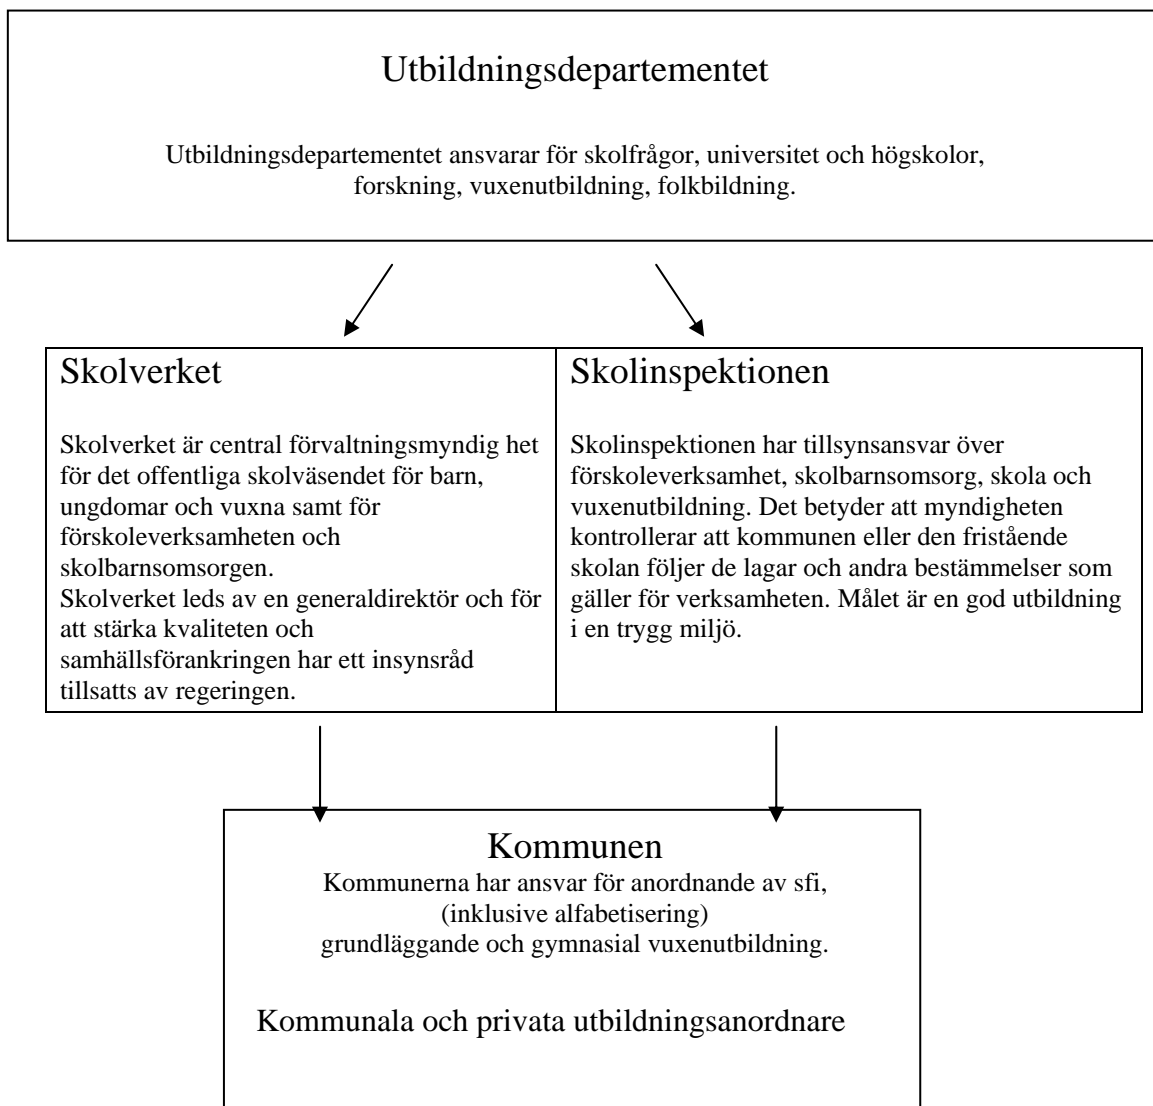 Utbildningsdepartementet
Utbildningsdepartementet ansvarar för skolfrågor, universitet och högskolor,
forskning, vuxenutbildning, folkbildning.
Skolverket
Skolverket är central förvaltningsmyndig het
för det offentliga skolväsendet för barn,
ungdomar och vuxna samt för
förskoleverksamheten och
skolbarnsomsorgen.
Skolverket leds av en generaldirektör och för
att stärka kvaliteten och
samhällsförankringen har ett insynsråd
tillsatts av regeringen.
Skolinspektionen
Skolinspektionen har tillsynsansvar över
förskoleverksamhet, skolbarnsomsorg, skola och
vuxenutbildning. Det betyder att myndigheten
kontrollerar att kommunen eller den fristående
skolan följer de lagar och andra bestämmelser som
gäller för verksamheten. Målet är en god utbildning
i en trygg miljö.
Kommunen
Kommunerna har ansvar för anordnande av sfi,
(inklusive alfabetisering)
grundläggande och gymnasial vuxenutbildning.
Kommunala och privata utbildningsanordnare